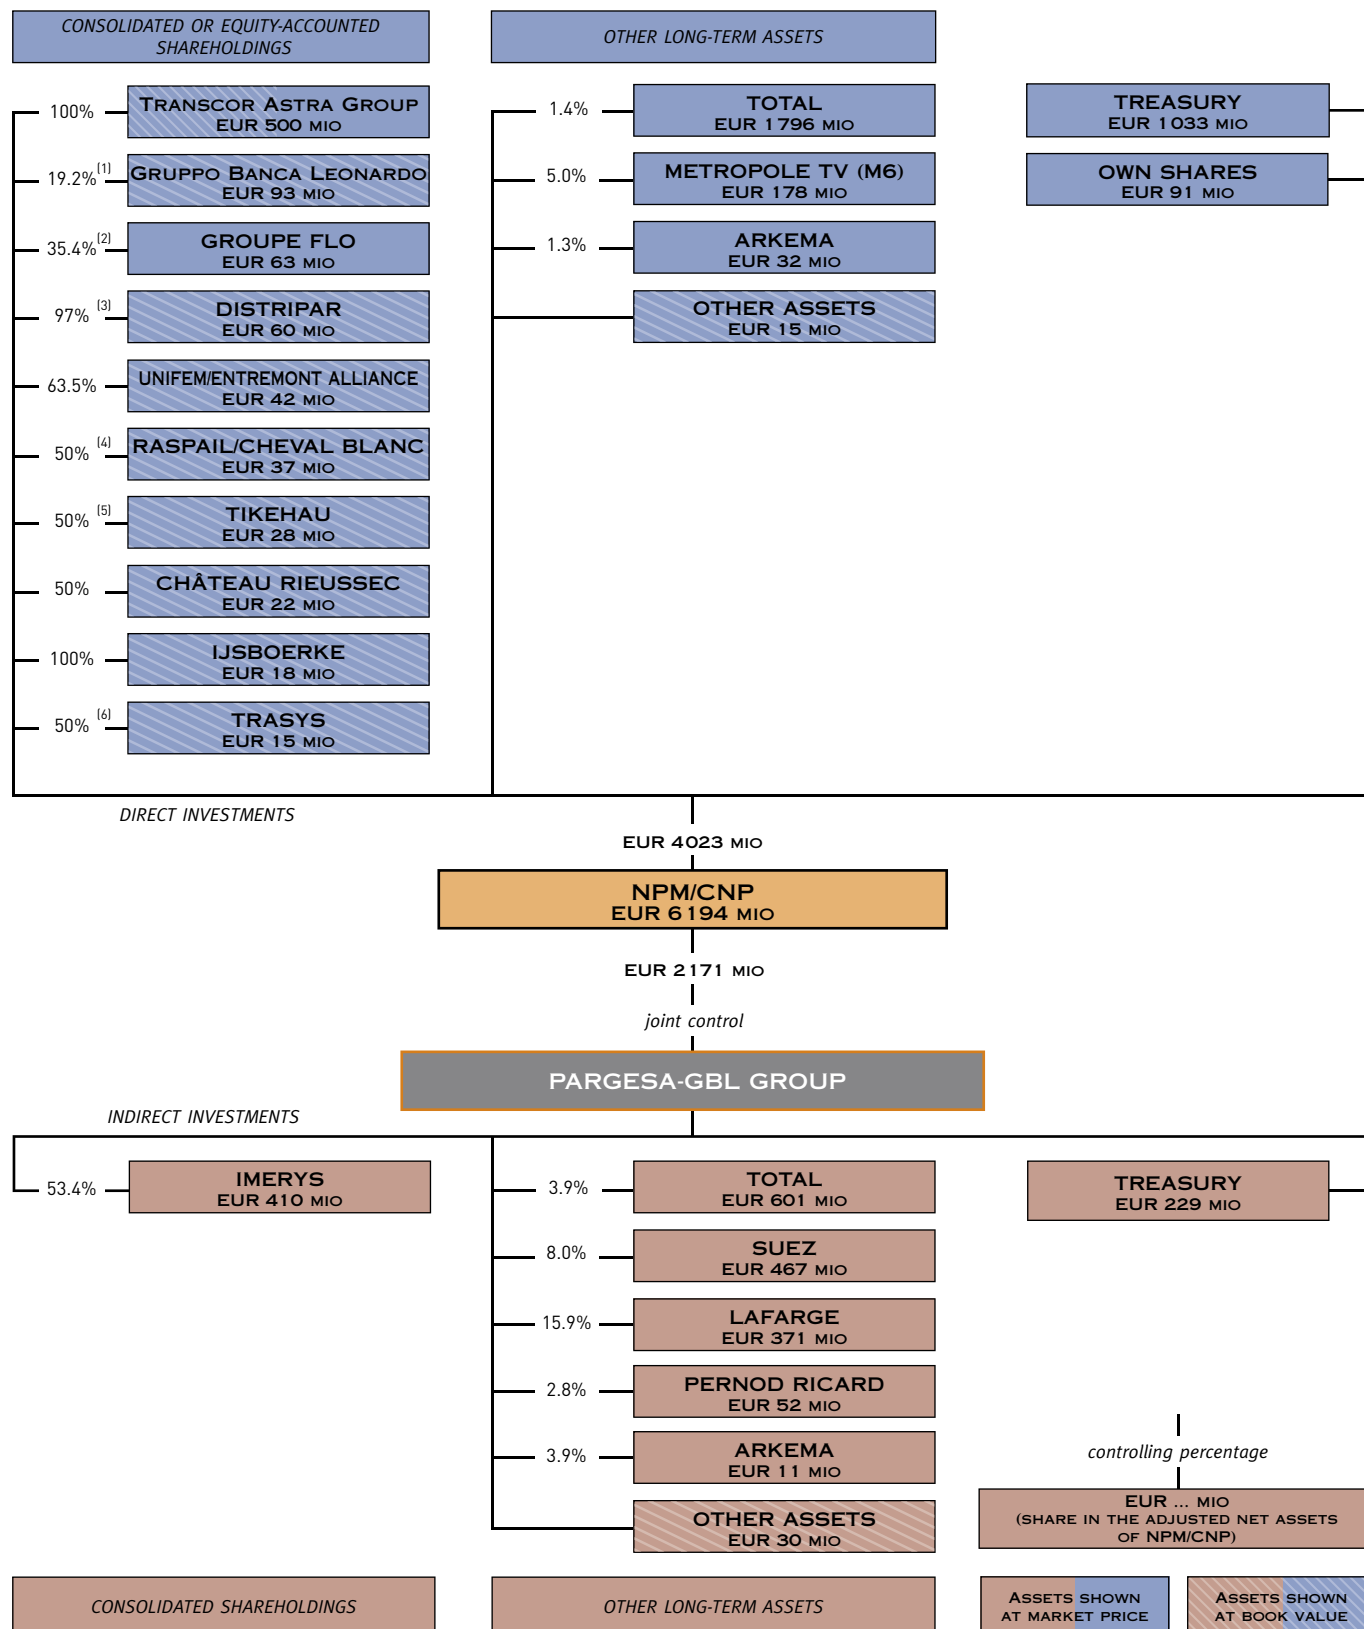 CONSOLIDATED OR EQUITY-ACCOUNTED
SHAREHOLDINGS
100%
TRANSCOR ASTRA GROUP
EUR 500 MIO
19.2% (1)
GRUPPO BANCA LEONARDO
EUR 93 MIO
35.4% (2)
GROUPE FLO
EUR 63 MIO
97% (3)
DISTRIPAR
EUR 60 MIO
63.5%
UNIFEM/ENTREMONT ALLIANCE
EUR 42 MIO
50% (4)
RASPAIL/CHEVAL BLANC
EUR 37 MIO
50% (5)
TIKEHAU
EUR 28 MIO
50%
CHÂTEAU RIEUSSEC
EUR 22 MIO
100%
IJSBOERKE
EUR 18 MIO
50% (6)
TRASYS
EUR 15 MIO
OTHER LONG-TERM ASSETS
1.4%
TOTAL
EUR 1796 MIO
5.0%
METROPOLE TV (M6)
EUR 178 MIO
1.3%
ARKEMA
EUR 32 MIO
OTHER ASSETS
EUR 15 MIO
TREASURY
EUR 1033 MIO
OWN SHARES
EUR 91 MIO
DIRECT INVESTMENTS
EUR 4023 MIO
NPM/CNP
EUR 6194 MIO
EUR 2171 MIO
joint control
PARGESA-GBL GROUP
INDIRECT INVESTMENTS
53.4%
IMERYS
EUR 410 MIO
3.9%
TOTAL
EUR 601 MIO
8.0%
SUEZ
EUR 467 MIO
15.9%
LAFARGE
EUR 371 MIO
2.8%
PERNOD RICARD
EUR 52 MIO
3.9%
ARKEMA
EUR 11 MIO
OTHER ASSETS
EUR 30 MIO
TREASURY
EUR 229 MIO
controlling percentage
EUR ... MIO
(SHARE IN THE ADJUSTED NET ASSETS
OF NPM/CNP)
CONSOLIDATED SHAREHOLDINGS
OTHER LONG-TERM ASSETS
ASSETS SHOWN
AT MARKET PRICE
ASSETS SHOWN
AT BOOK VALUE